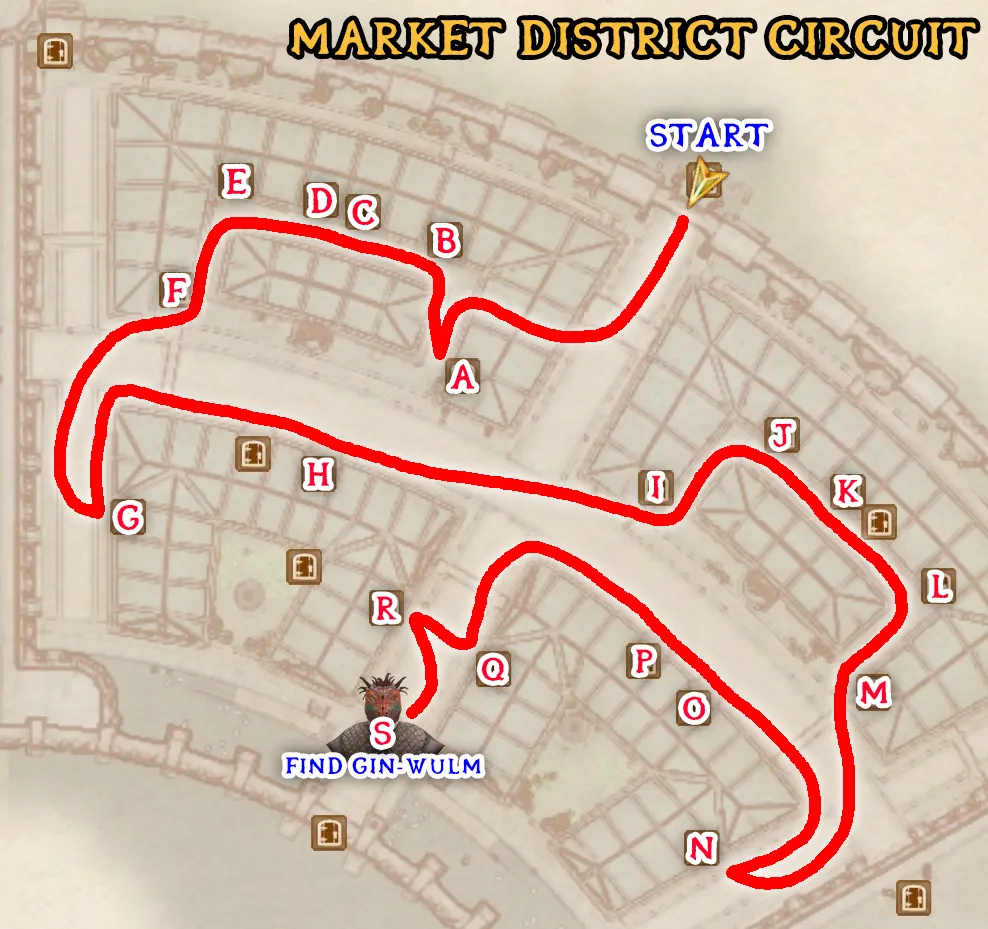 MARKET DISTRICT CIRCUIT
START
E
D
C
B
F
A
J
H
I
K
G
L
R
P
Q
M
O
S
FIND GIN-WULM
N